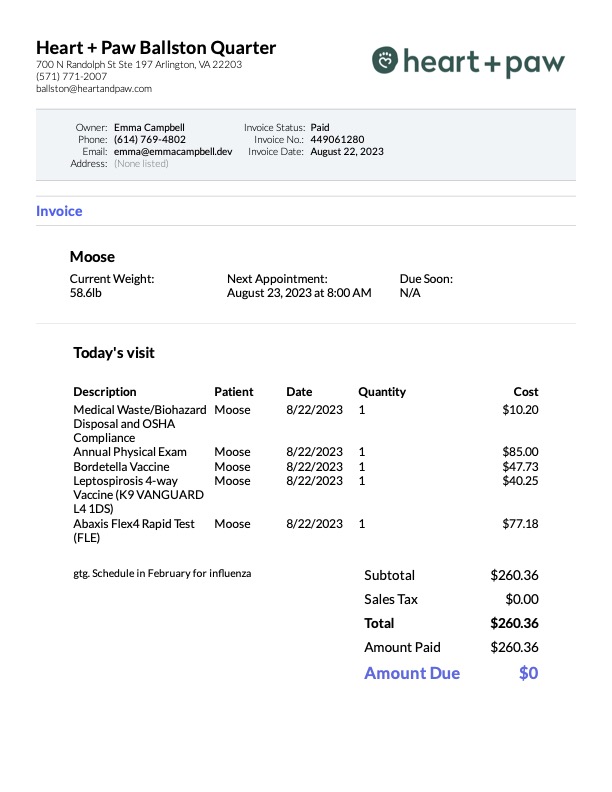 Heart + Paw Ballston Quarter
700 N Randolph St Ste 197 Arlington, VA 22203
(571) 771-2007
ballston@heartandpaw.com
heart+paw
Owner: Emma Campbell
Phone: (614) 769-4802
Email: emma@emmacampbell.dev
Address: (None listed)
Invoice Status: Paid
Invoice No.: 449061280
Invoice Date: August 22, 2023
Invoice
Moose
Current Weight: Next Appointment: Due Soon:
58.6lb August 23, 2023 at 8:00 AM N/A
Today's visit
Description Patient Date Quantity Cost
Medical Waste/Biohazard Moose 8/22/2023 1 $10.20
Disposal and OSHA
Compliance
Annual Physical Exam Moose 8/22/2023 1 $85.00
Bordetella Vaccine Moose 8/22/2023 1 $47.73
Leptospirosis 4-way Moose 8/22/2023 1 $40.25
Vaccine (K9 VANGUARD
L4 1DS)
Abaxis Flex4 Rapid Test Moose 8/22/2023 1 $77.18
(FLE)
gtg. Schedule in February for influenza
Subtotal $260.36
Sales Tax $0.00
Total $260.36
Amount Paid $260.36
Amount Due $0